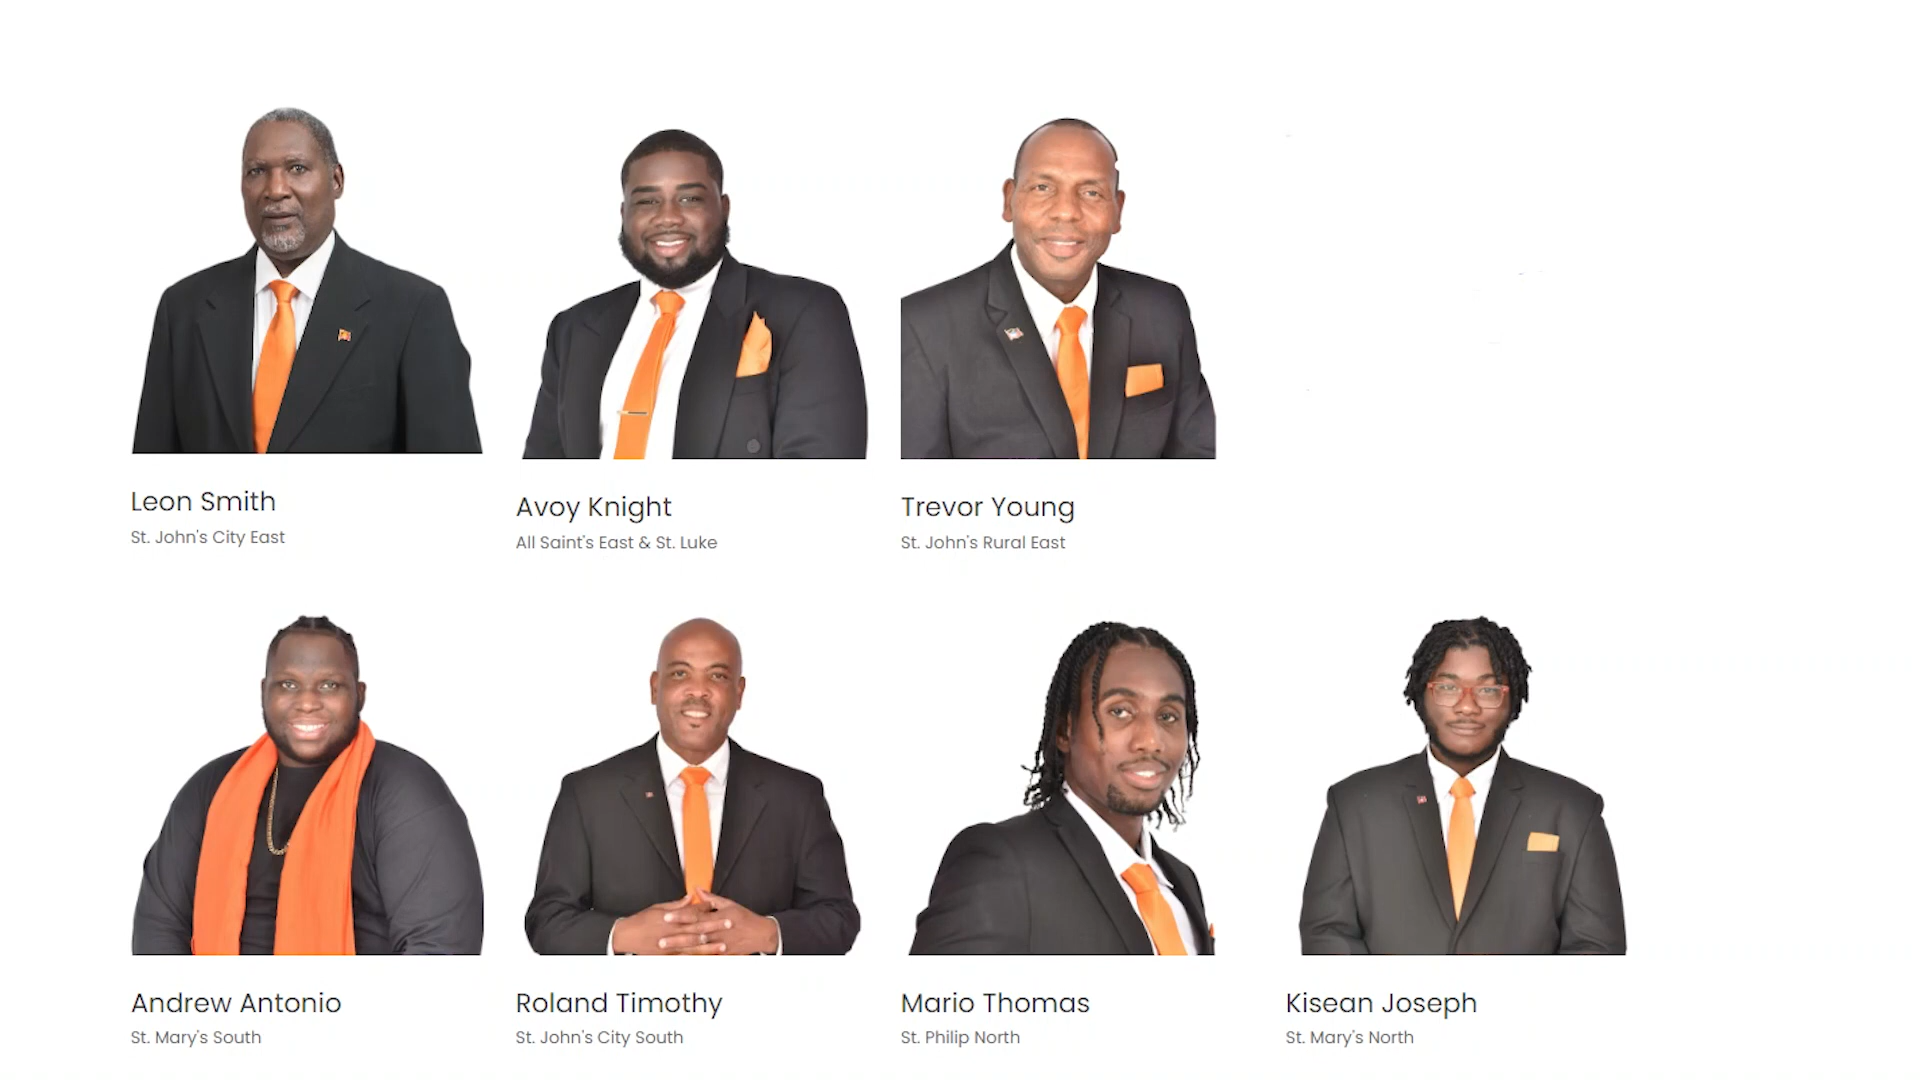 Leon Smith
St. John's City East
Avoy Knight
All Saint's East & St. Luke
Trevor Young
St. John's Rural East
Andrew Antonio
St. Mary's South
Roland Timothy
St. John's City South
Mario Thomas
St. Philip North
Kisean Joseph
St. Mary's North